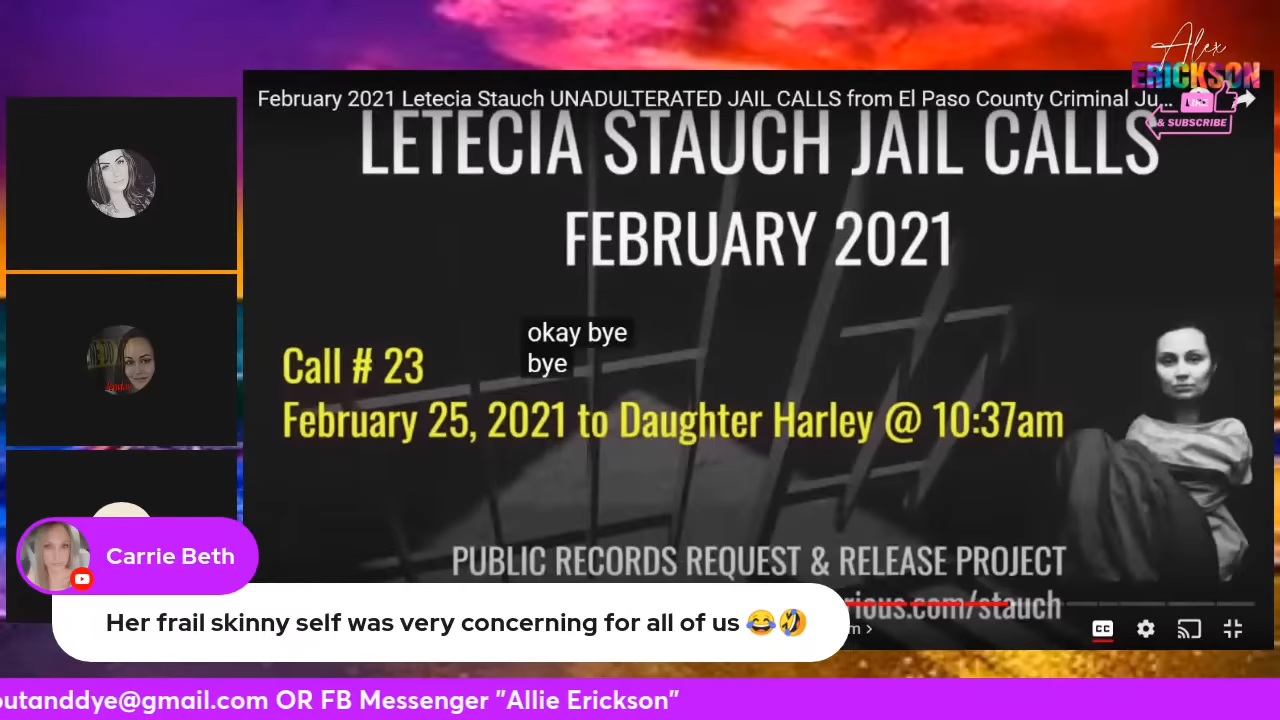 Alex
ERICKSON
LIKE
& SUBSCRIBE
February 2021 Letecia Stauch UNADULTERATED JAIL CALLS from El Paso County Criminal Ju...
LETECIA STAUCH JAIL CALLS
FEBRUARY 2021
okay bye
bye
Call # 23
February 25, 2021 to Daughter Harley @ 10:37am
PUBLIC RECORDS REQUEST & RELEASE PROJECT
rious.com/stauch
CC
Carrie Beth
Her frail skinny self was very concerning for all of us 😂🤣
outanddye@gmail.com OR FB Messenger "Allie Erickson"